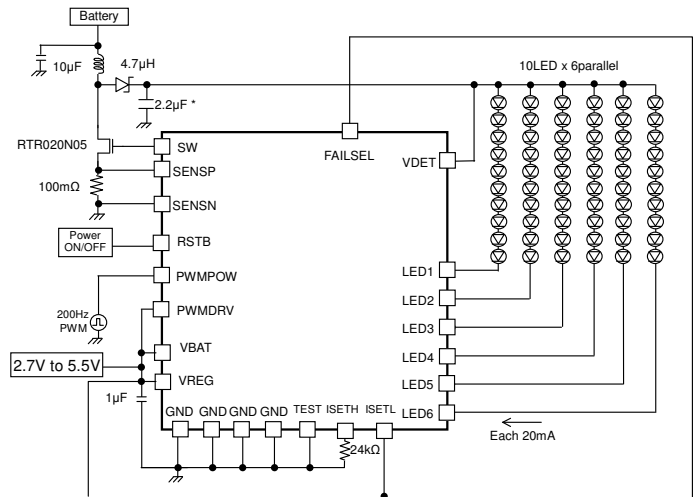 Battery
10µF
4.7µH
2.2µF *
10LED x 6parallel
RTR020N05
100mΩ
SW
SENSP
SENSN
FAILSEL
VDET
Power
ON/OFF
RSTB
PWMPOW
200Hz
PWM
PWMDRV
VBAT
2.7V to 5.5V
VREG
1µF
LED1
LED2
LED3
LED4
LED5
LED6
GND GND GND GND TEST ISETH ISETL
24kΩ
Each 20mA